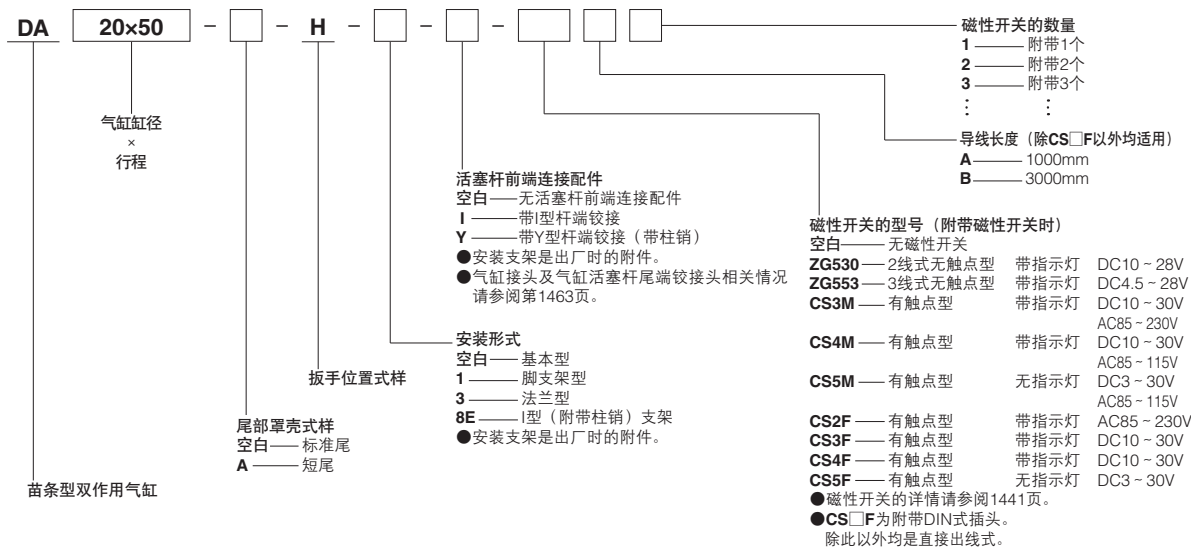 DA 20×50 – □ – H – □ – □ – □ □ □
磁性开关的数量
1 —— 附带1个
2 —— 附带2个
3 —— 附带3个
⋮ ⋮
导线长度（除CS□F以外均适用）
A —— 1000mm
B —— 3000mm
气缸缸径
×
行程
活塞杆前端连接配件
空白——无活塞杆前端连接配件
I ——带I型杆端铰接
Y ——带Y型杆端铰接（带柱销）
●安装支架是出厂时的附件。
●气缸接头及气缸活塞杆尾端铰接头相关情况
请参阅第1463页。
磁性开关的型号（附带磁性开关时）
空白—— 无磁性开关
ZG530 —— 2线式无触点型 带指示灯 DC10~28V
ZG553 —— 3线式无触点型 带指示灯 DC4.5~28V
CS3M —— 有触点型 带指示灯 DC10~30V
AC85~230V
CS4M —— 有触点型 带指示灯 DC10~30V
AC85~115V
CS5M —— 有触点型 无指示灯 DC3~30V
AC85~115V
CS2F —— 有触点型 带指示灯 AC85~230V
CS3F —— 有触点型 带指示灯 DC10~30V
CS4F —— 有触点型 带指示灯 DC10~30V
CS5F —— 有触点型 无指示灯 DC3~30V
●磁性开关的详情请参阅1441页。
●CS□F为附带DIN式插头。
除此以外均是直接出线式。
安装形式
空白—— 基本型
1 —— 脚支架型
3 —— 法兰型
8E —— I型（附带柱销）支架
●安装支架是出厂时的附件。
扳手位置式样
尾部罩壳式样
空白—— 标准尾
A —— 短尾
苗条型双作用气缸